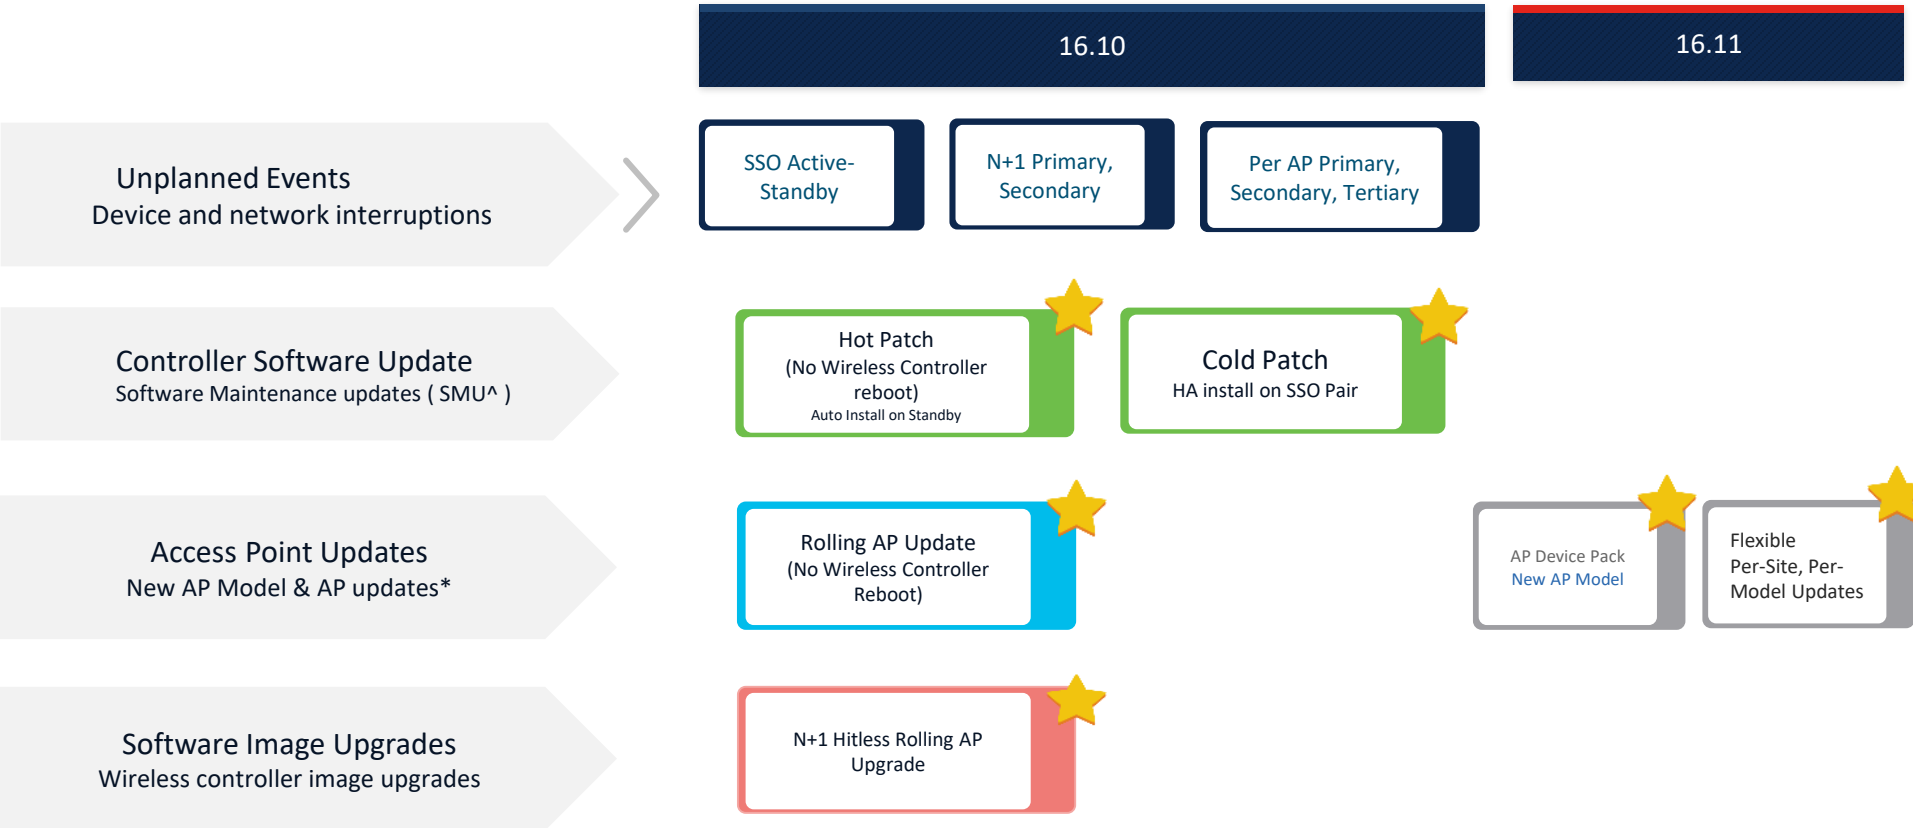 16.10
16.11
Unplanned Events
Device and network interruptions
SSO Active-
Standby
N+1 Primary,
Secondary
Per AP Primary,
Secondary, Tertiary
Controller Software Update
Software Maintenance updates ( SMU^ )
Hot Patch
(No Wireless Controller
reboot)
Auto Install on Standby
Cold Patch
HA install on SSO Pair
Access Point Updates
New AP Model & AP updates*
Rolling AP Update
(No Wireless Controller
Reboot)
AP Device Pack
New AP Model
Flexible
Per-Site, Per-
Model Updates
Software Image Upgrades
Wireless controller image upgrades
N+1 Hitless Rolling AP
Upgrade